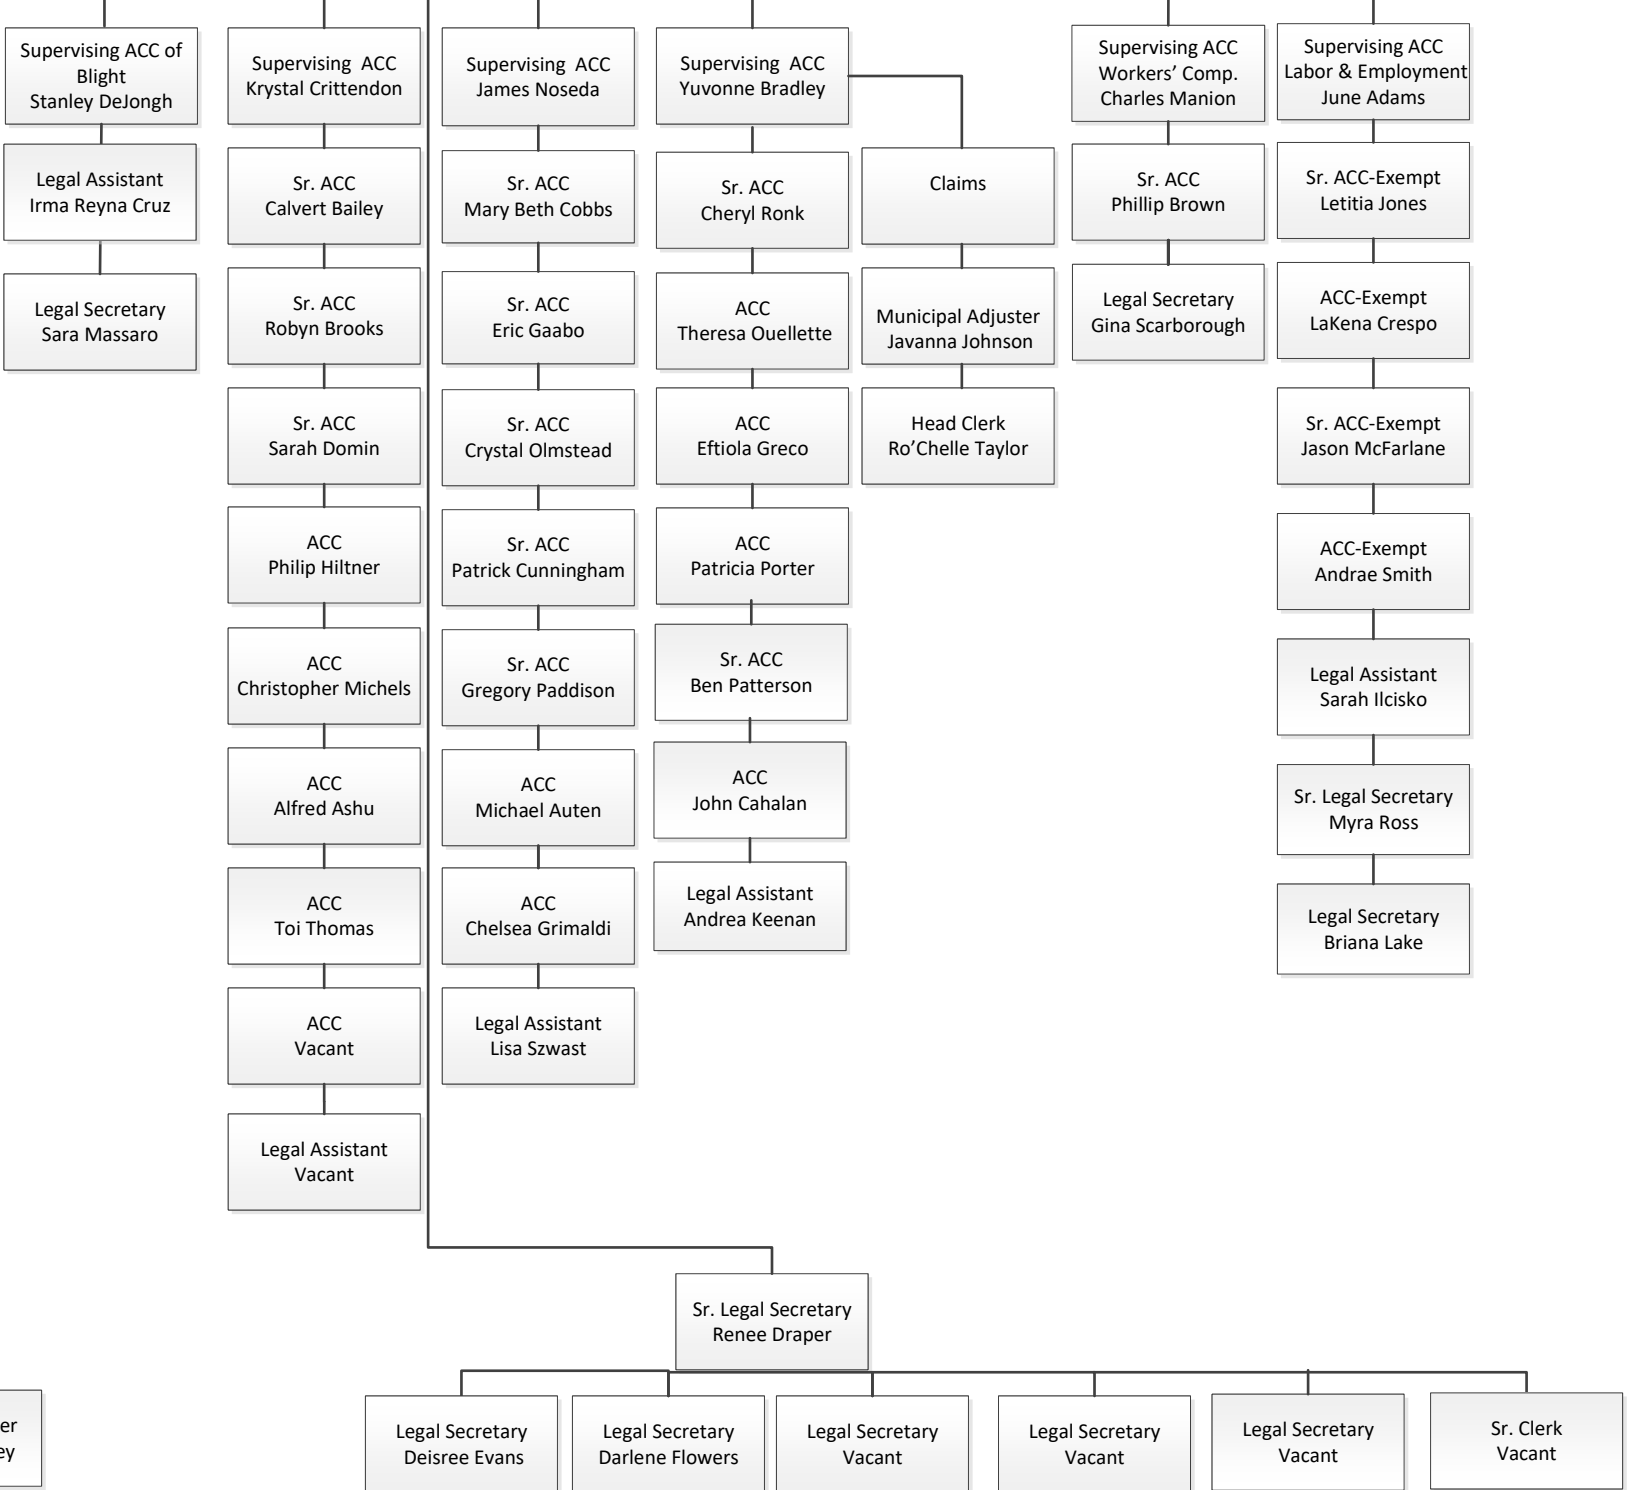 Supervising ACC of
Blight
Stanley DeJongh
Legal Assistant
Irma Reyna Cruz
Legal Secretary
Sara Massaro
Supervising  ACC
Krystal Crittendon
Sr. ACC
Calvert Bailey
Sr. ACC
Robyn Brooks
Sr. ACC
Sarah Domin
ACC
Philip Hiltner
ACC
Christopher Michels
ACC
Alfred Ashu
ACC
Toi Thomas
ACC
Vacant
Legal Assistant
Vacant
Supervising  ACC
James Noseda
Sr. ACC
Mary Beth Cobbs
Sr. ACC
Eric Gaabo
Sr. ACC
Crystal Olmstead
Sr. ACC
Patrick Cunningham
Sr. ACC
Gregory Paddison
ACC
Michael Auten
ACC
Chelsea Grimaldi
Legal Assistant
Lisa Szwast
Supervising  ACC
Yuvonne Bradley
Sr. ACC
Cheryl Ronk
ACC
Theresa Ouellette
ACC
Eftiola Greco
ACC
Patricia Porter
Sr. ACC
Ben Patterson
ACC
John Cahalan
Legal Assistant
Andrea Keenan
Claims
Municipal Adjuster
Javanna Johnson
Head Clerk
Ro’Chelle Taylor
Supervising ACC
Workers’ Comp.
Charles Manion
Sr. ACC
Phillip Brown
Legal Secretary
Gina Scarborough
Supervising ACC
Labor & Employment
June Adams
Sr. ACC-Exempt
Letitia Jones
ACC-Exempt
LaKena Crespo
Sr. ACC-Exempt
Jason McFarlane
ACC-Exempt
Andrae Smith
Legal Assistant
Sarah Ilcisko
Sr. Legal Secretary
Myra Ross
Legal Secretary
Briana Lake
Sr. Legal Secretary
Renee Draper
er
ey
Legal Secretary
Deisree Evans
Legal Secretary
Darlene Flowers
Legal Secretary
Vacant
Legal Secretary
Vacant
Legal Secretary
Vacant
Sr. Clerk
Vacant